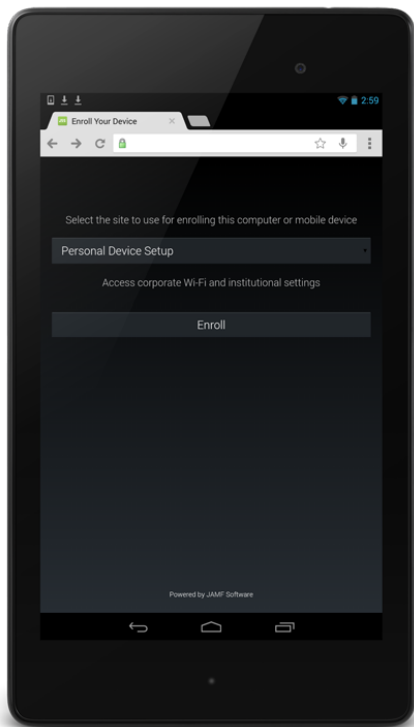 2:59
Enroll Your Device
Select the site to use for enrolling this computer or mobile device
Personal Device Setup
Access corporate Wi-Fi and institutional settings
Enroll
Powered by JAMF Software